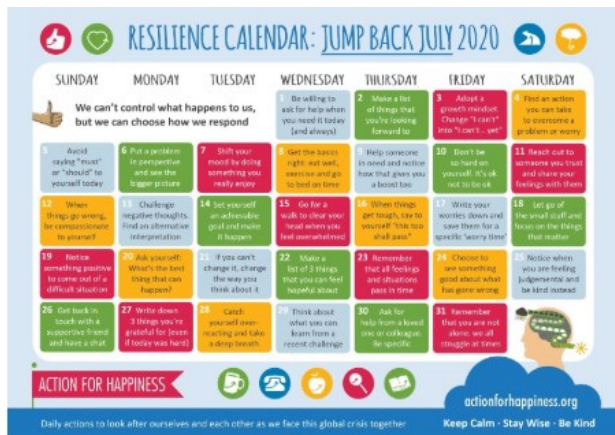 RESILIENCE CALENDAR: JUMP BACK JULY 2020
SUNDAY MONDAY TUESDAY WEDNESDAY THURSDAY FRIDAY SATURDAY
We can't control what happens to us,
but we can choose how we respond
1 Be willing to
ask for help when
you need it today
(and always)
2 Make a list
of things that
you're looking
forward to
3 Adopt a
growth mindset.
Change "I can't"
into "I can't... yet"
4 Find an action
you can take
to overcome a
problem or worry
5 Avoid
saying "must"
or "should" to
yourself today
6 Put a problem
in perspective
and see the
bigger picture
7 Shift your
mood by doing
something you
really enjoy
8 Get the basics
right: eat well,
exercise and go
to bed on time
9 Help someone
in need and notice
how that gives you
a boost too
10 Don't be
so hard on
yourself. It's ok
not to be ok
11 Reach out to
someone you trust
and share your
feelings with them
12 When
things go wrong,
be compassionate
to yourself
13 Challenge
negative thoughts.
Find an alternative
interpretation
14 Set yourself
an achievable
goal and make
it happen
15 Go for a
walk to clear your
head when you
feel overwhelmed
16 When things
get tough, say to
yourself "this too
shall pass"
17 Write your
worries down and
save them for a
specific 'worry time'
18 Let go of
the small stuff and
focus on the things
that matter
19 Notice
something positive
to come out of a
difficult situation
20 Ask yourself:
What's the best
thing that can
happen?
21 If you can't
change it, change
the way you
think about it
22 Make a
list of 3 things
that you can feel
hopeful about
23 Remember
that all feelings
and situations
pass in time
24 Choose to
see something
good about what
has gone wrong
25 Notice when
you are feeling
judgemental and
be kind instead
26 Get back in
touch with a
supportive friend
and have a chat
27 Write down
3 things you're
grateful for (even
if today was hard)
28 Catch
yourself over-
reacting and take
a deep breath
29 Think about
what you can
learn from a
recent challenge
30 Ask for
help from a loved
one or colleague.
Be specific
31 Remember
that you are not
alone, we all
struggle at times
ACTION FOR HAPPINESS
actionforhappiness.org
Daily actions to look after ourselves and each other as we face this global crisis together
Keep Calm · Stay Wise · Be Kind